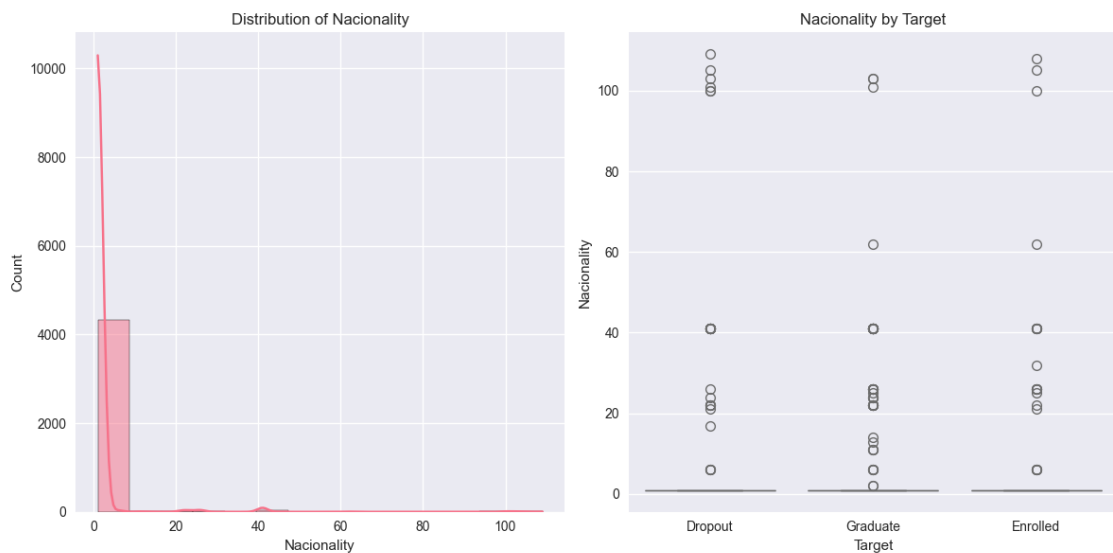 Distribution of Nacionality
10000
8000
6000
4000
2000
0
Count
0 20 40 60 80 100
Nacionality
Nacionality by Target
100
80
60
40
20
0
Nacionality
Dropout Graduate Enrolled
Target